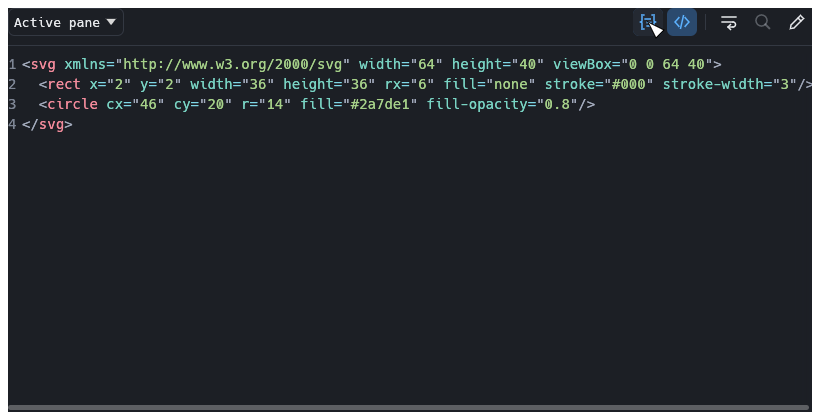 Active pane
1 <svg xmlns="http://www.w3.org/2000/svg" width="64" height="40" viewBox="0 0 64 40">
2   <rect x="2" y="2" width="36" height="36" rx="6" fill="none" stroke="#000" stroke-width="3"/>
3   <circle cx="46" cy="20" r="14" fill="#2a7de1" fill-opacity="0.8"/>
4 </svg>